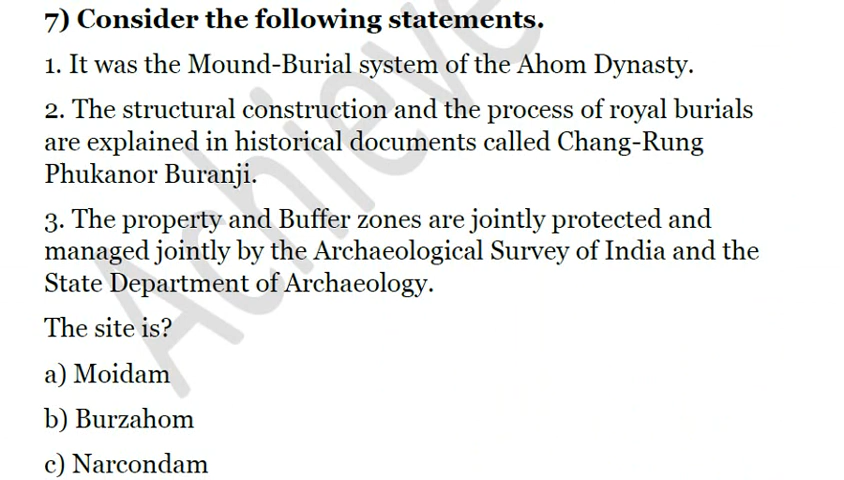 7) Consider the following statements.
1. It was the Mound-Burial system of the Ahom Dynasty.
2. The structural construction and the process of royal burials
are explained in historical documents called Chang-Rung
Phukanor Buranji.
3. The property and Buffer zones are jointly protected and
managed jointly by the Archaeological Survey of India and the
State Department of Archaeology.
The site is?
a) Moidam
b) Burzahom
c) Narcondam
Achieve